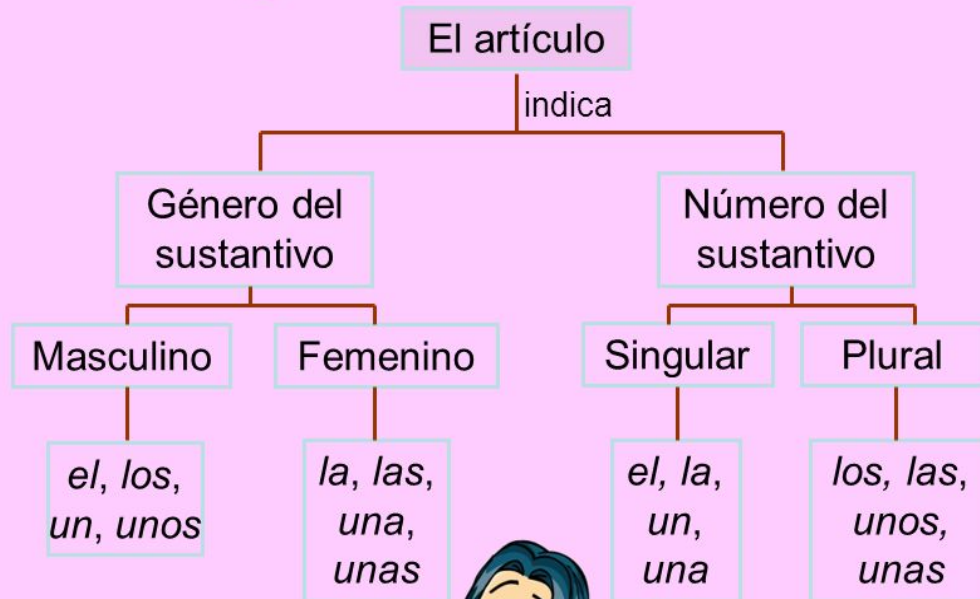 El artículo
indica
Género del
sustantivo
Número del
sustantivo
Masculino
Femenino
Singular
Plural
el, los,
un, unos
la, las,
una,
unas
el, la,
un,
una
los, las,
unos,
unas